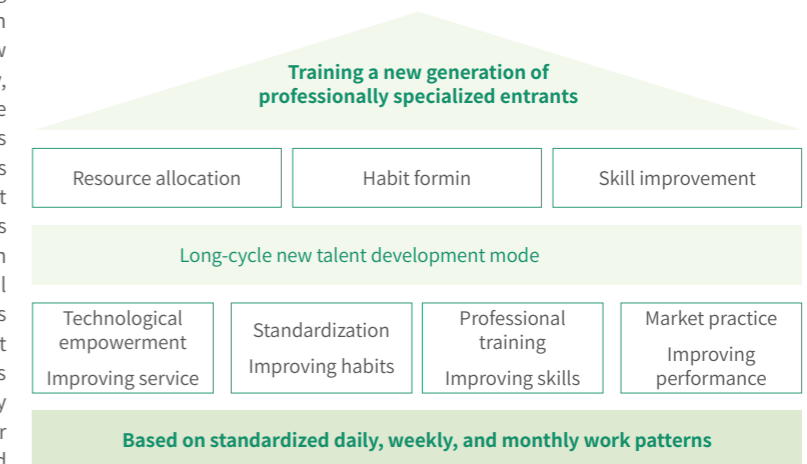 Training a new generation of
professionally specialized entrants
Resource allocation
Habit formin
Skill improvement
Long-cycle new talent development mode
Technological
empowerment
Improving service
Standardization
Improving habits
Professional
training
Improving skills
Market practice
Improving
performance
Based on standardized daily, weekly, and monthly work patterns